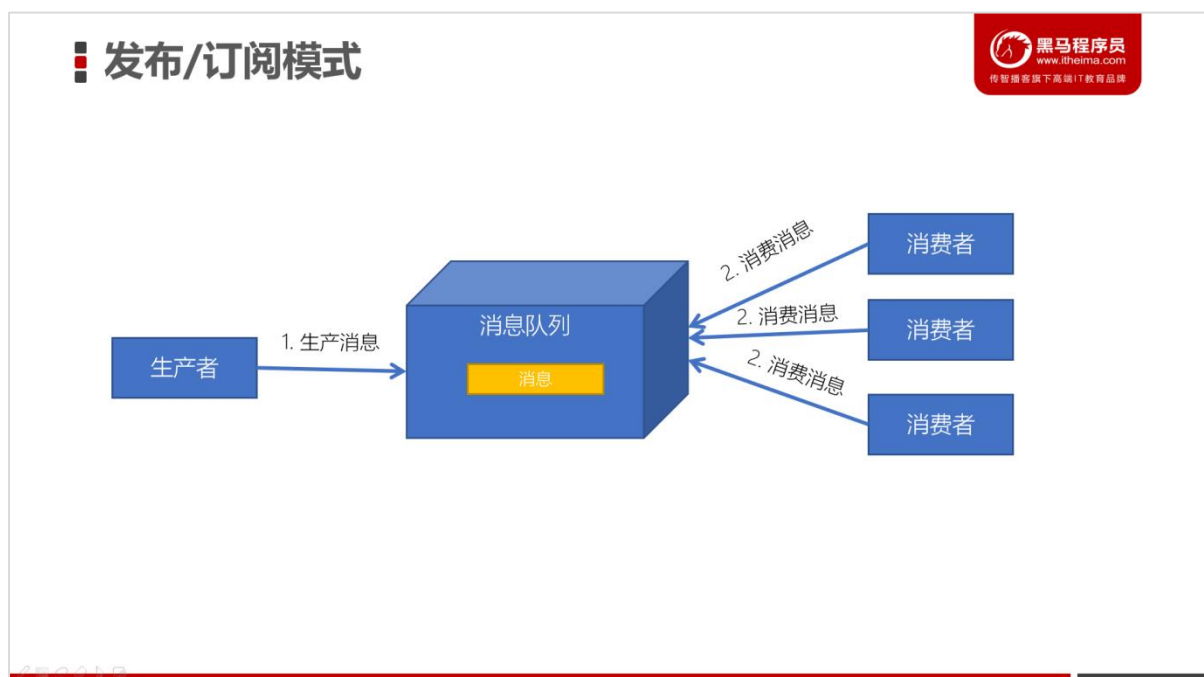 发布/订阅模式
黑马程序员
www.itheima.com
传智播客旗下高端IT教育品牌
生产者
1. 生产消息
消息队列
消息
2. 消费消息
消费者
2. 消费消息
消费者
2. 消费消息
消费者